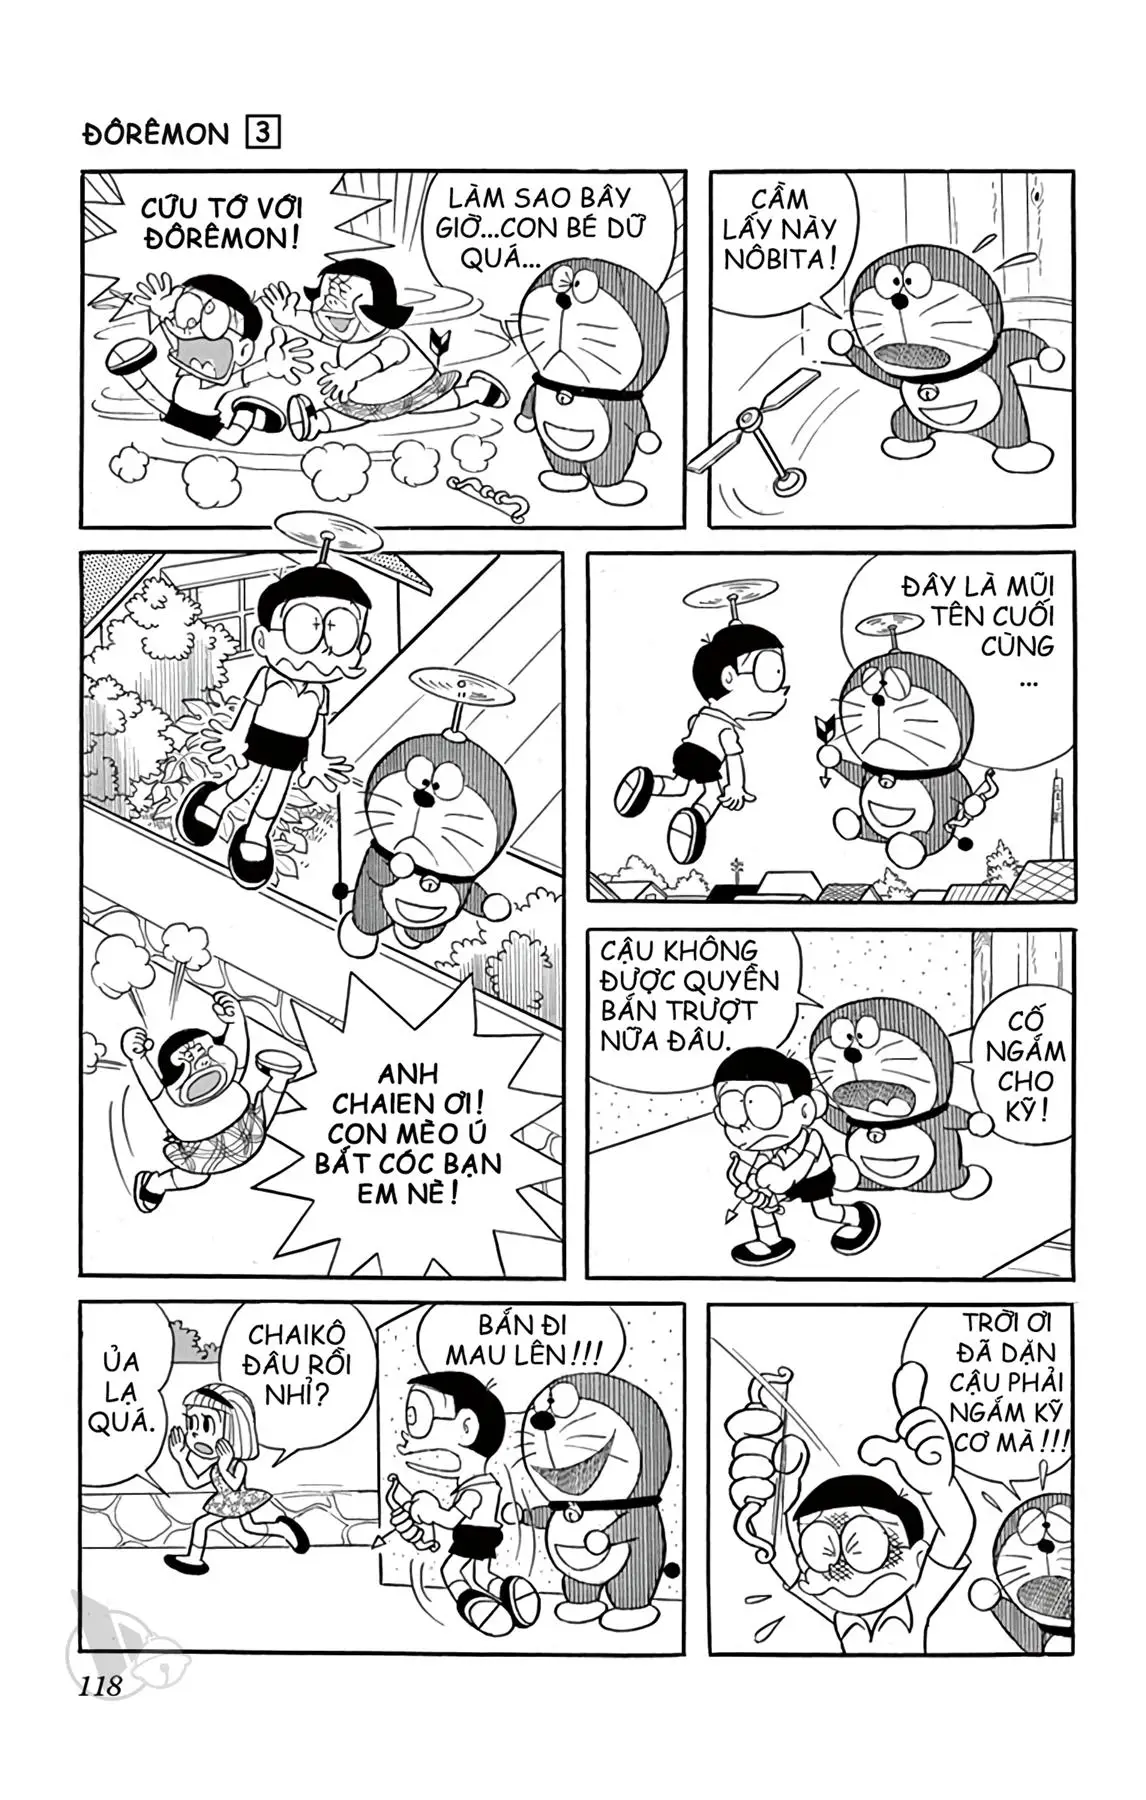 ĐÔRÊMON 3
CỨU TỚ VỚI
ĐÔRÊMON!
LÀM SAO BÂY
GIỜ...CON BÉ DỮ
QUÁ...
CẦM
LẤY NÀY
NÔBITA!
ANH
CHAIEN ƠI!
CON MÈO Ú
BẮT CÓC BẠN
EM NÈ!
ĐÂY LÀ MŨI
TÊN CUỐI
CÙNG
...
CẬU KHÔNG
ĐƯỢC QUYỀN
BẮN TRƯỢT
NỮA ĐÂU.
CỐ
NGẮM
CHO
KỸ!
ỦA
LẠ
QUÁ.
CHAIKÔ
ĐÂU RỒI
NHỈ?
BẮN ĐI
MAU LÊN!!!
TRỜI ƠI
ĐÃ DẶN
CẬU PHẢI
NGẮM KỸ
CƠ MÀ!!!
118